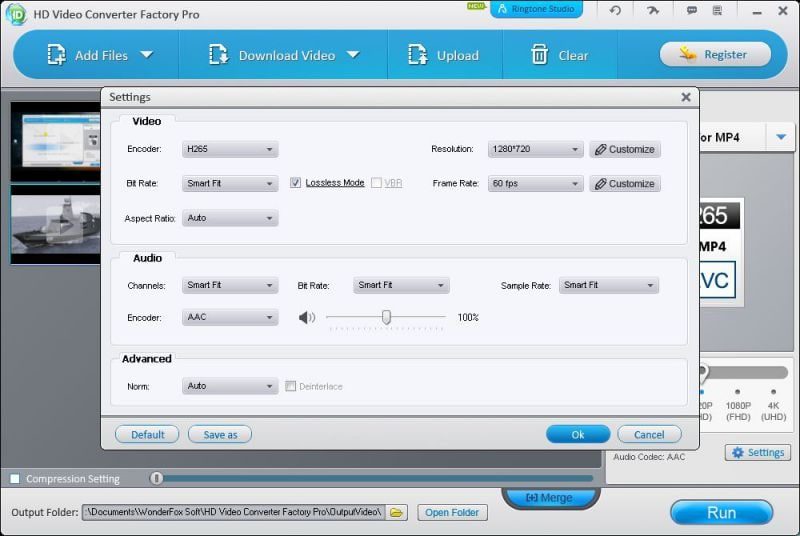 HD Video Converter Factory Pro
NEW!
Ringtone Studio
Add Files
Download Video
Upload
Clear
Register
Settings
Video
Encoder: H265 Resolution: 1280*720 Customize
Bit Rate: Smart Fit Lossless Mode VBR Frame Rate: 60 fps Customize
Aspect Ratio: Auto
Audio
Channels: Smart Fit Bit Rate: Smart Fit Sample Rate: Smart Fit
Encoder: AAC 100%
Advanced
Norm: Auto Deinterlace
Default Save as Ok Cancel
or MP4
265
MP4
VC
20P 1080P 4K
HD) (FHD) (UHD)
Settings
Audio Codec: AAC
Compression Setting
Merge
Output Folder: :\Documents\WonderFox Soft\HD Video Converter Factory Pro\OutputVideo\ Open Folder
Run